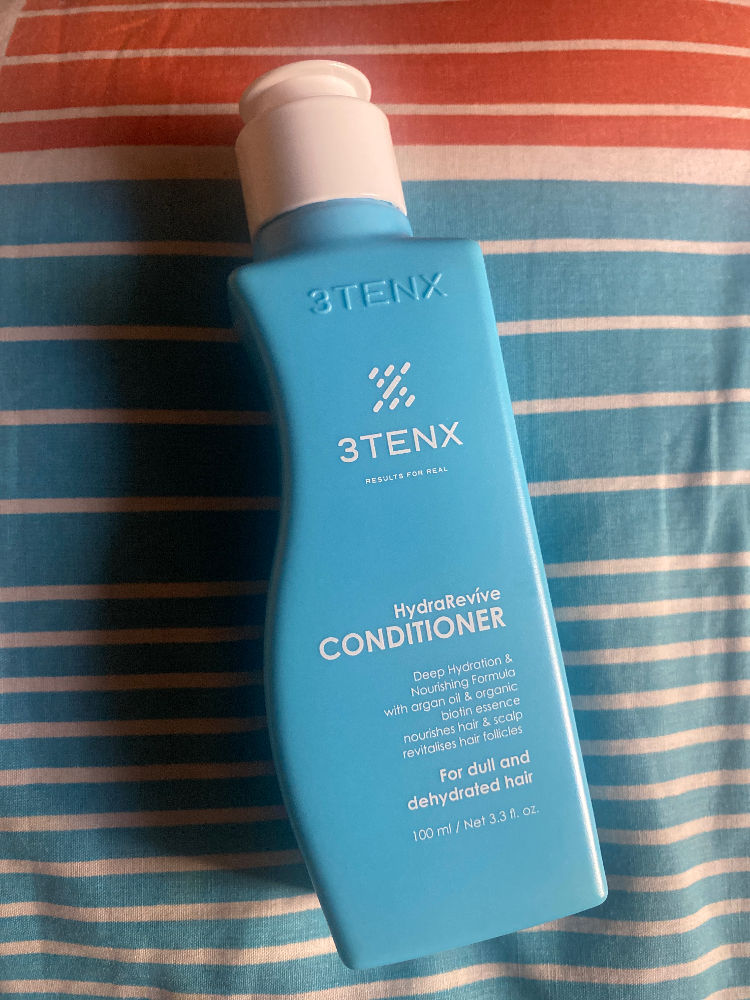 3TENX
3TENX
RESULTS FOR REAL
HydraRevíve
CONDITIONER
Deep Hydration &
Nourishing Formula
with argan oil & organic
biotin essence
nourishes hair & scalp
revitalises hair follicles
For dull and
dehydrated hair
100 ml / Net 3.3 fl. oz.